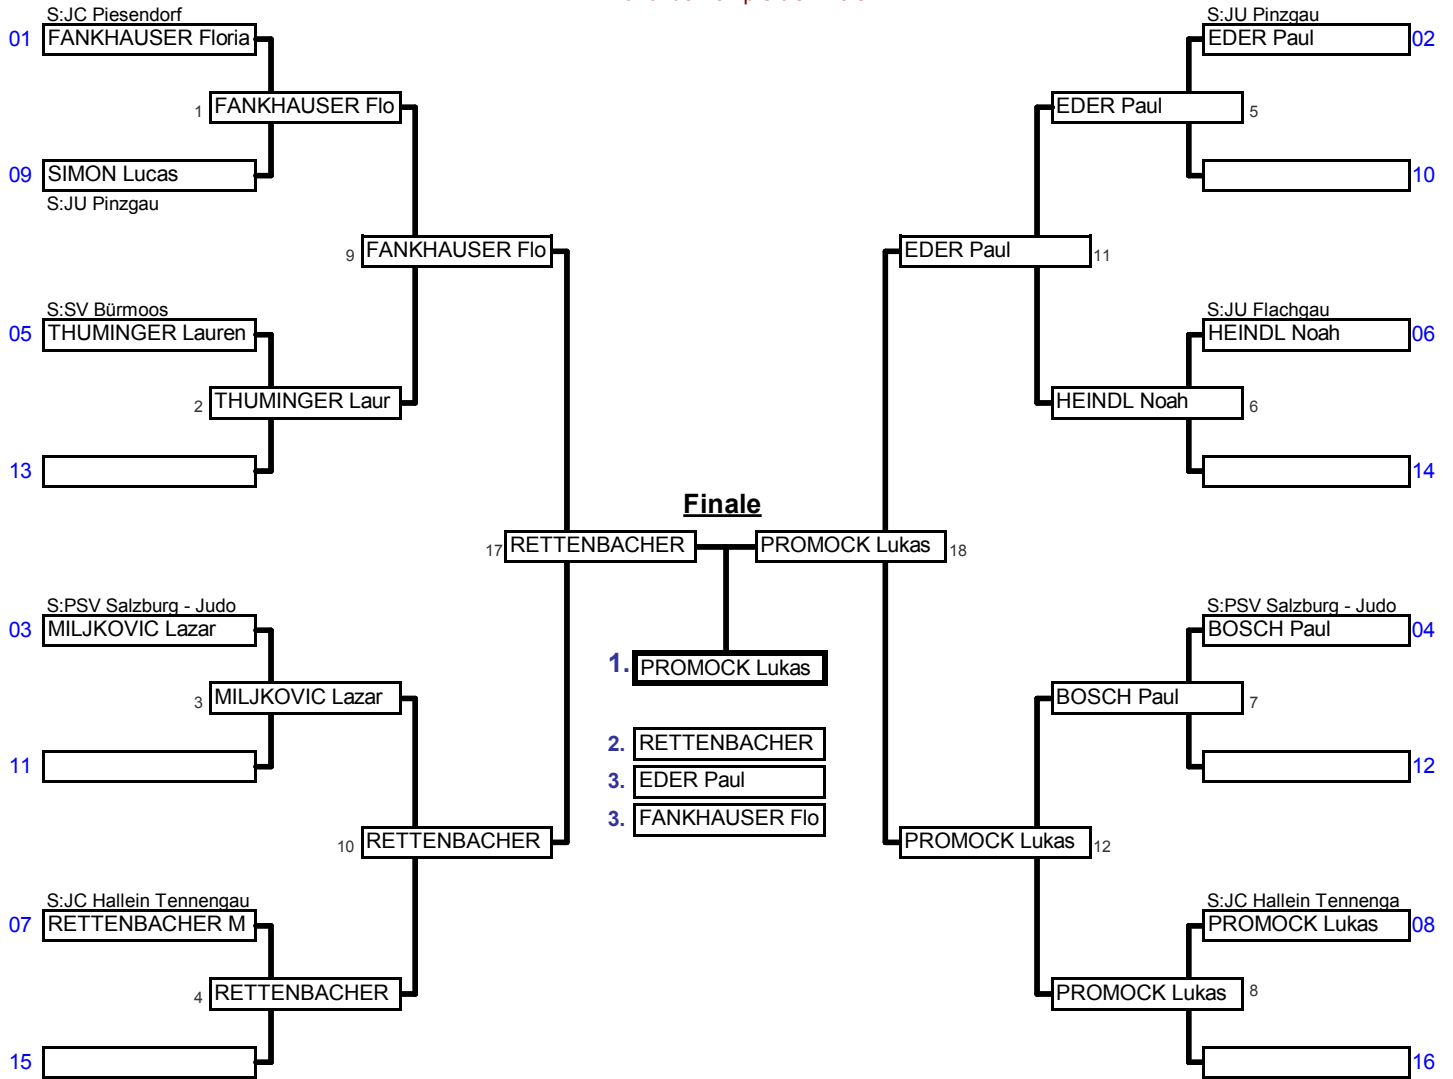 S:JC Piesendorf
01 FANKHAUSER Floria
1 FANKHAUSER Flo
09 SIMON Lucas
S:JU Pinzgau
9 FANKHAUSER Flo
S:SV Bürmoos
05 THUMINGER Lauren
2 THUMINGER Laur
13
17 RETTENBACHER
S:PSV Salzburg - Judo
03 MILJKOVIC Lazar
3 MILJKOVIC Lazar
11
10 RETTENBACHER
S:JC Hallein Tennengau
07 RETTENBACHER M
4 RETTENBACHER
15
Finale
1. PROMOCK Lukas
2. RETTENBACHER
3. EDER Paul
3. FANKHAUSER Flo
S:JU Pinzgau
EDER Paul 02
EDER Paul 5
10
EDER Paul 11
S:JU Flachgau
HEINDL Noah 06
HEINDL Noah 6
14
PROMOCK Lukas 18
S:PSV Salzburg - Judo
BOSCH Paul 04
BOSCH Paul 7
12
PROMOCK Lukas 12
S:JC Hallein Tennenga
PROMOCK Lukas 08
PROMOCK Lukas 8
16